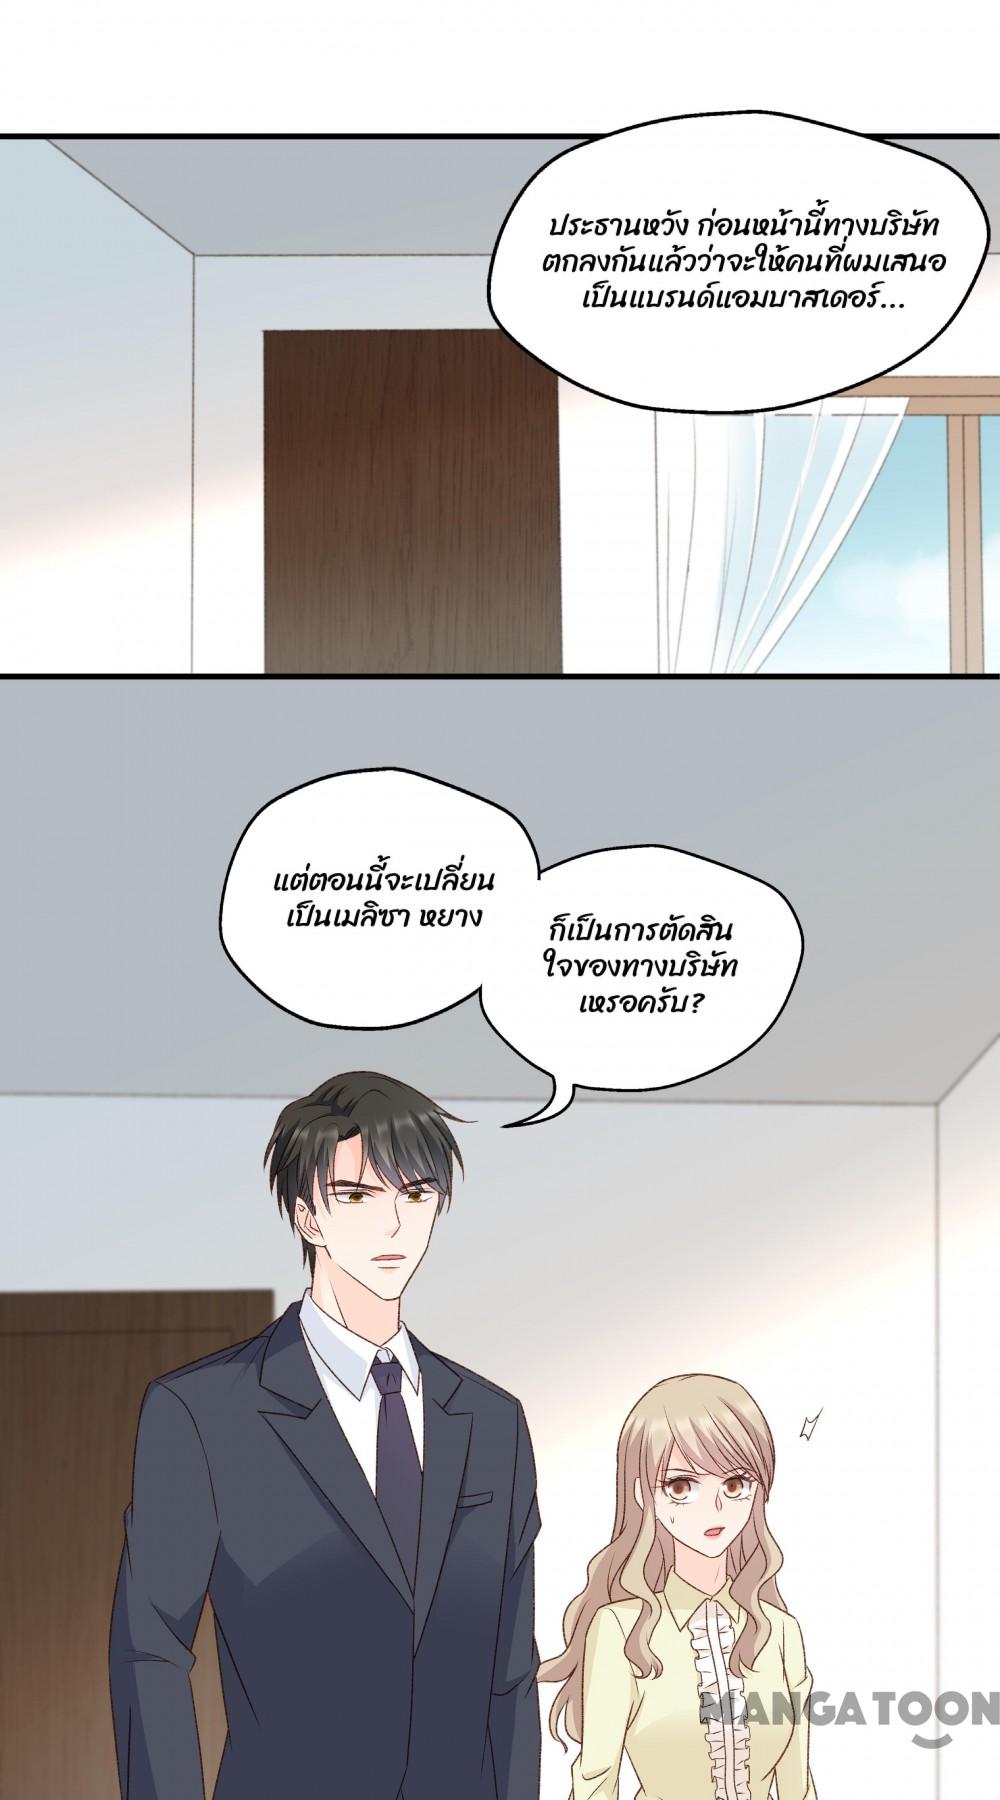 ประธานหวัง ก่อนหน้านี้ทางบริษัท
ตกลงกันแล้วว่าจะให้คนที่ผมเสนอ
เป็นแบรนด์แอมบาสเดอร์...
แต่ตอนนี้จะเปลี่ยน
เป็นเมลิซา หยาง
ก็เป็นการตัดสิน
ใจของทางบริษัท
เหรอครับ?
MANGATOON